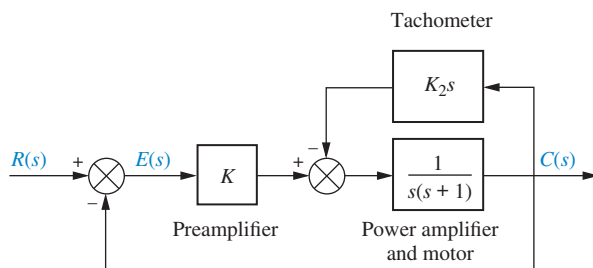 Tachometer
K₂s
R(s) + E(s) K + − 1 C(s)
s(s + 1)
−
Preamplifier Power amplifier
and motor